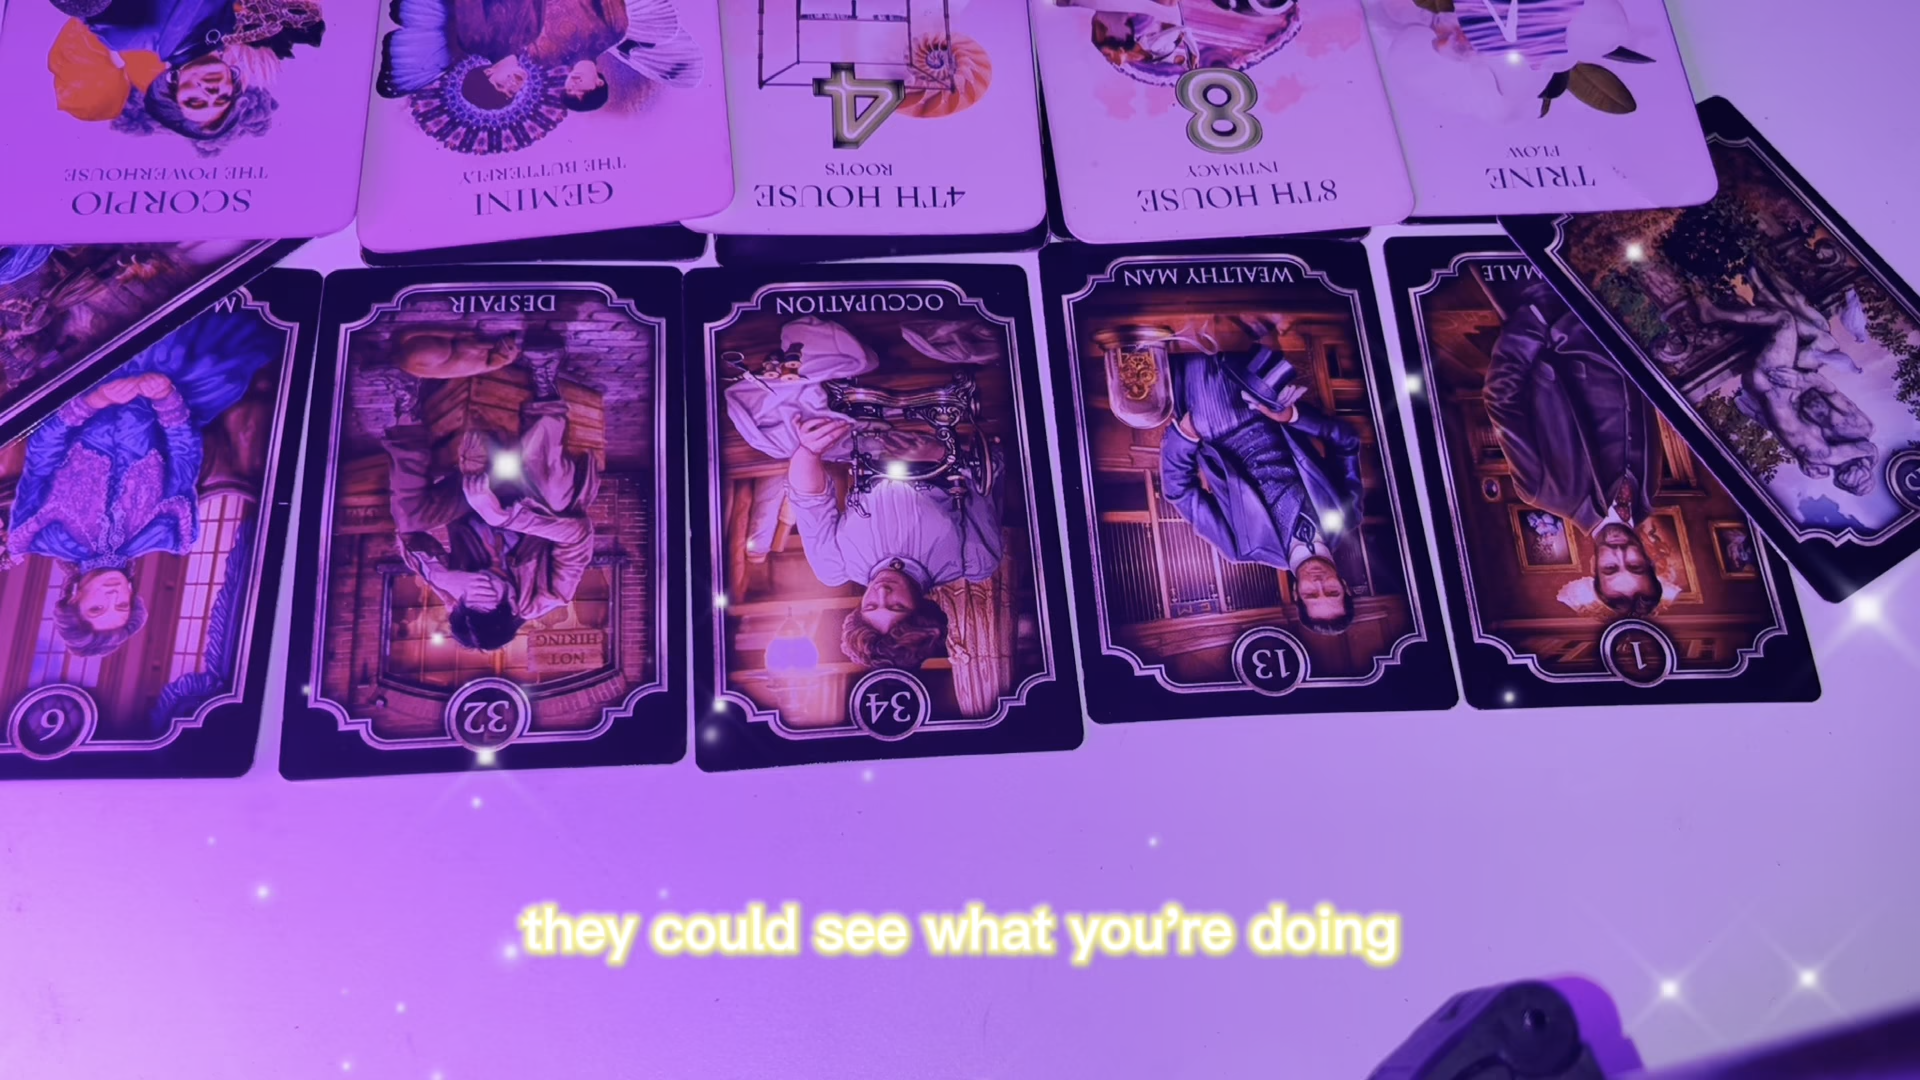 THE POWERHOUSE
SCORPIO
THE BUTTERFLY
GEMINI
4
ROOTS
4TH HOUSE
8
INTIMACY
8TH HOUSE
FLOW
TRINE
M
DESPAIR
OCCUPATION
WEALTHY MAN
MALE
NOT
HIRING
6
32
34
13
1
they could see what you're doing